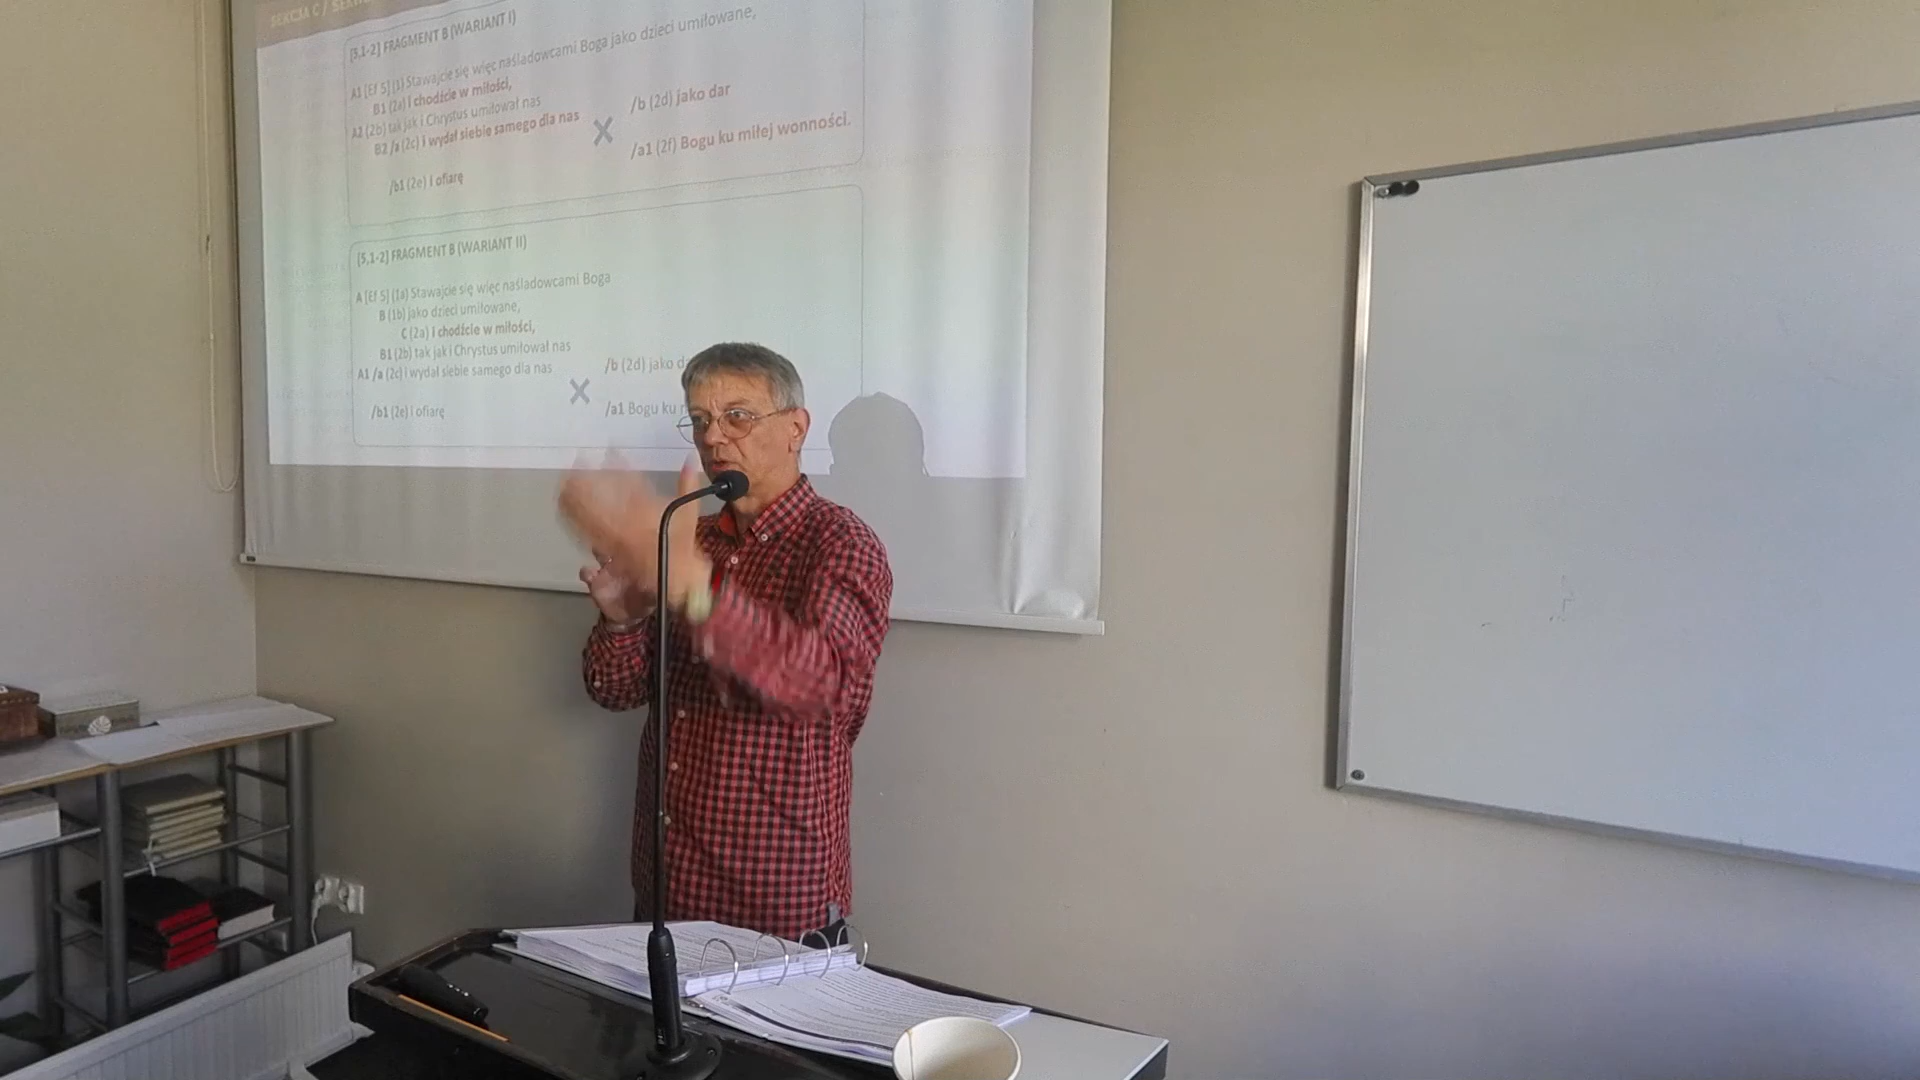 SEKCJA C /
[5,1-2] FRAGMENT B (WARIANT I)
A1 [Ef 5] (1) Stawajcie się więc naśladowcami Boga jako dzieci umiłowane,
B1 (2a) i chodźcie w miłości,
A2 (2b) tak jak i Chrystus umiłował nas
B2 /a (2c) i wydał siebie samego dla nas
/b (2d) jako dar
/b1 (2e) i ofiarę
/a1 (2f) Bogu ku miłej wonności.
[5,1-2] FRAGMENT B (WARIANT II)
A [Ef 5] (1a) Stawajcie się więc naśladowcami Boga
B (1b) jako dzieci umiłowane,
C (2a) i chodźcie w miłości,
B1 (2b) tak jak i Chrystus umiłował nas
A1 /a (2c) i wydał siebie samego dla nas
/b (2d) jako
/b1 (2e) i ofiarę
/a1 Bogu ku